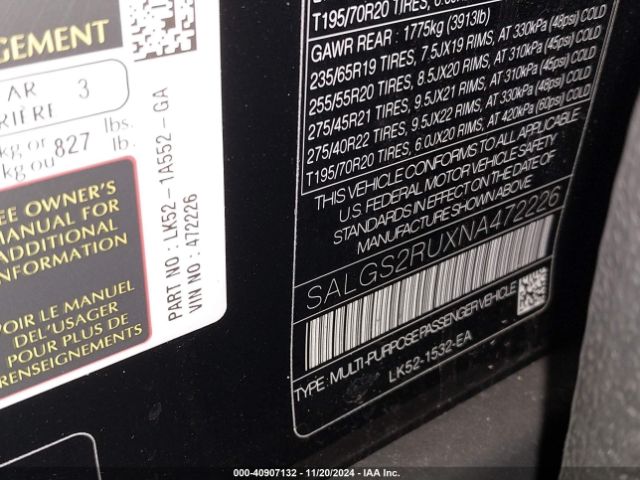 GEMENT
AR 3
RIÈRE
kg or 827 lbs.
kg ou lb.
EE OWNER'S
MANUAL FOR
ADDITIONAL
INFORMATION
VOIR LE MANUEL
DEL'USAGER
POUR PLUS DE
RENSEIGNEMENTS
PART NO : LK52-1A552-GA
VIN NO : 472226
T195/70R20 TIRES,
GAWR REAR : 1775kg (3913lb)
235/65R19 TIRES, 7.5JX19 RIMS, AT 330kPa (48psi) COLD
255/55R20 TIRES, 8.5JX20 RIMS, AT 310kPa (45psi) COLD
275/45R21 TIRES, 9.5JX21 RIMS, AT 310kPa (45psi) COLD
275/40R22 TIRES, 9.5JX22 RIMS, AT 330kPa (48psi) COLD
T195/70R20 TIRES, 6.0JX20 RIMS, AT 420kPa (60psi) COLD
THIS VEHICLE CONFORMS TO ALL APPLICABLE
U.S. FEDERAL MOTOR VEHICLE SAFETY
STANDARDS IN EFFECT ON THE DATE OF
MANUFACTURE SHOWN ABOVE.
SALGS2RUXNA472226
TYPE: MULTI-PURPOSE PASSENGER VEHICLE
LK52-1532-EA
000-40907132 - 11/20/2024 - IAA Inc.